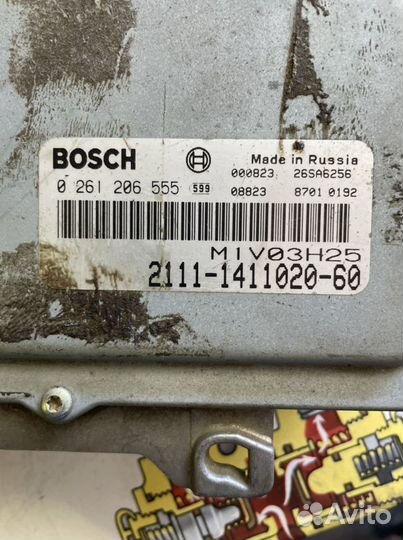 BOSCH
Made in Russia
000823 26SA6256
0 261 206 555 599 08823 8701 0192
M1V03H25
2111-1411020-60
Avito